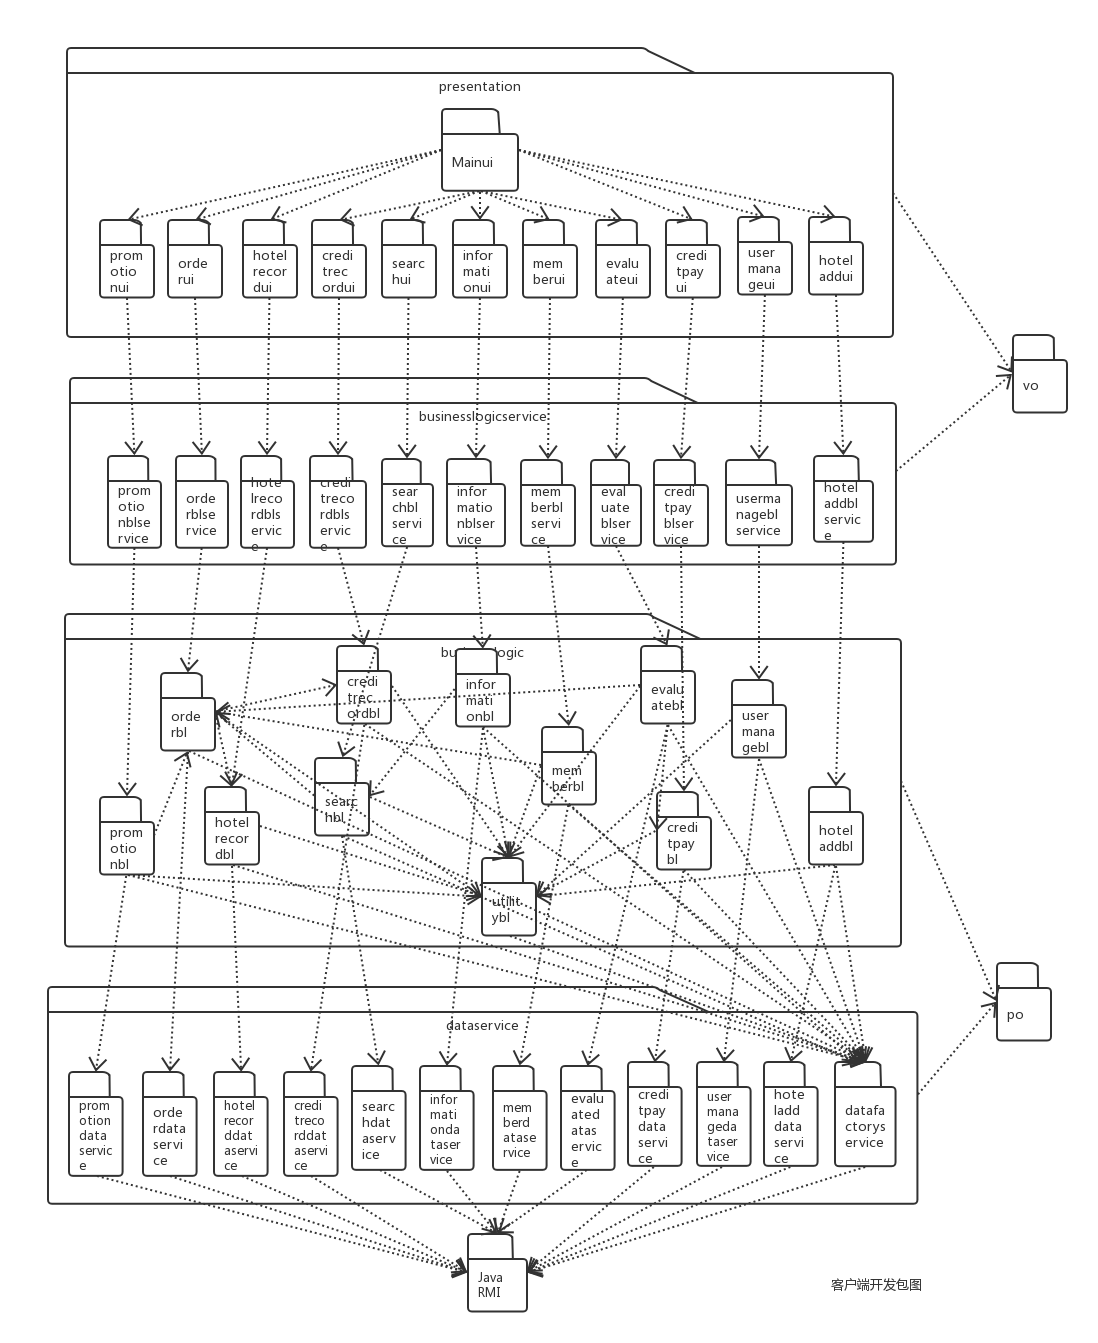 presentation
Mainui
prom
otio
nui
orde
rui
hotel
recor
dui
credi
trec
ordui
searc
hui
infor
mati
onui
mem
berui
evalu
ateui
credi
tpay
ui
user
mana
geui
hotel
addui
vo
businesslogicservice
prom
otio
nblse
rvice
orde
rblse
rvice
hote
lreco
rdbls
ervic
e
credi
treco
rdbls
ervic
e
sear
chbl
servi
ce
infor
matio
nblser
vice
mem
berbl
servi
ce
eval
uate
blser
vice
credi
tpay
blser
vice
userma
nagebl
service
hotel
addbl
servic
e
businesslogic
orde
rbl
credi
trec
ordbl
infor
mati
onbl
evalu
atebl
user
mana
gebl
mem
berbl
searc
hbl
prom
otio
nbl
hotel
recor
dbl
credi
tpay
bl
hotel
addbl
utilit
ybl
po
dataservice
prom
otion
data
servic
e
orde
rdata
servi
ce
hotel
recor
ddat
aservi
ce
credi
treco
rddat
aservi
ce
searc
hdat
aserv
ice
infor
mati
onda
taser
vice
mem
berd
atase
rvice
evalu
ated
atas
ervic
e
credi
tpay
data
servi
ce
user
mana
geda
taser
vice
hote
ladd
data
servi
ce
datafa
ctorys
ervice
Java
RMI
客户端开发包图